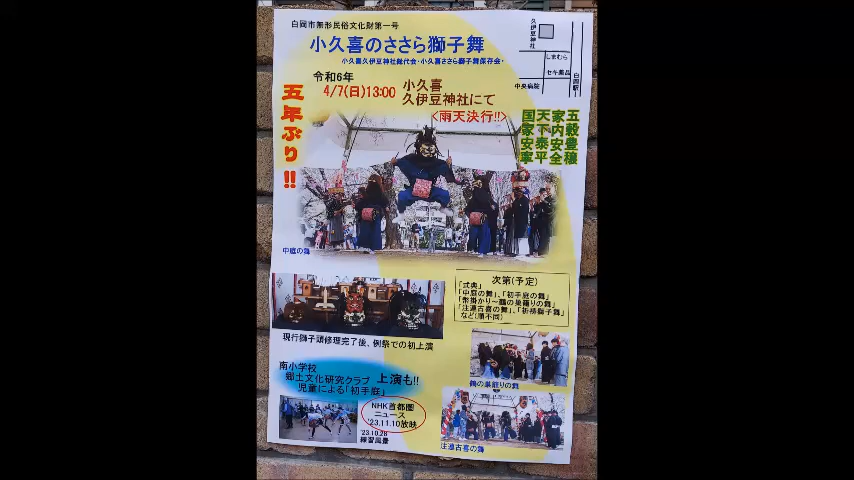 白岡市無形民俗文化財第一号
小久喜のささら獅子舞
小久喜久伊豆神社総代会・小久喜ささら獅子舞保存会・
久伊豆神社
しまむら
セキ薬品
中央病院
白岡駅
令和6年
4/7(日)13:00
小久喜
久伊豆神社にて
<雨天決行!!>
五年ぶり!!
五穀豊穣
家内安全
天下泰平
国家安寧
中庭の舞
次第(予定)
「式典」
「中庭の舞」、「初手庭の舞」
「幣掛かり～鶴の巣籠りの舞」
「注連古喜の舞」、「祈祷獅子舞」
など(順不同)
現行獅子頭修理完了後、例祭での初上演
南小学校
郷土文化研究クラブ 上演も!!
児童による「初手庭」
NHK首都圏
ニュース
'23.11.10放映
'23.10.28
練習風景
鶴の巣籠りの舞
注連古喜の舞